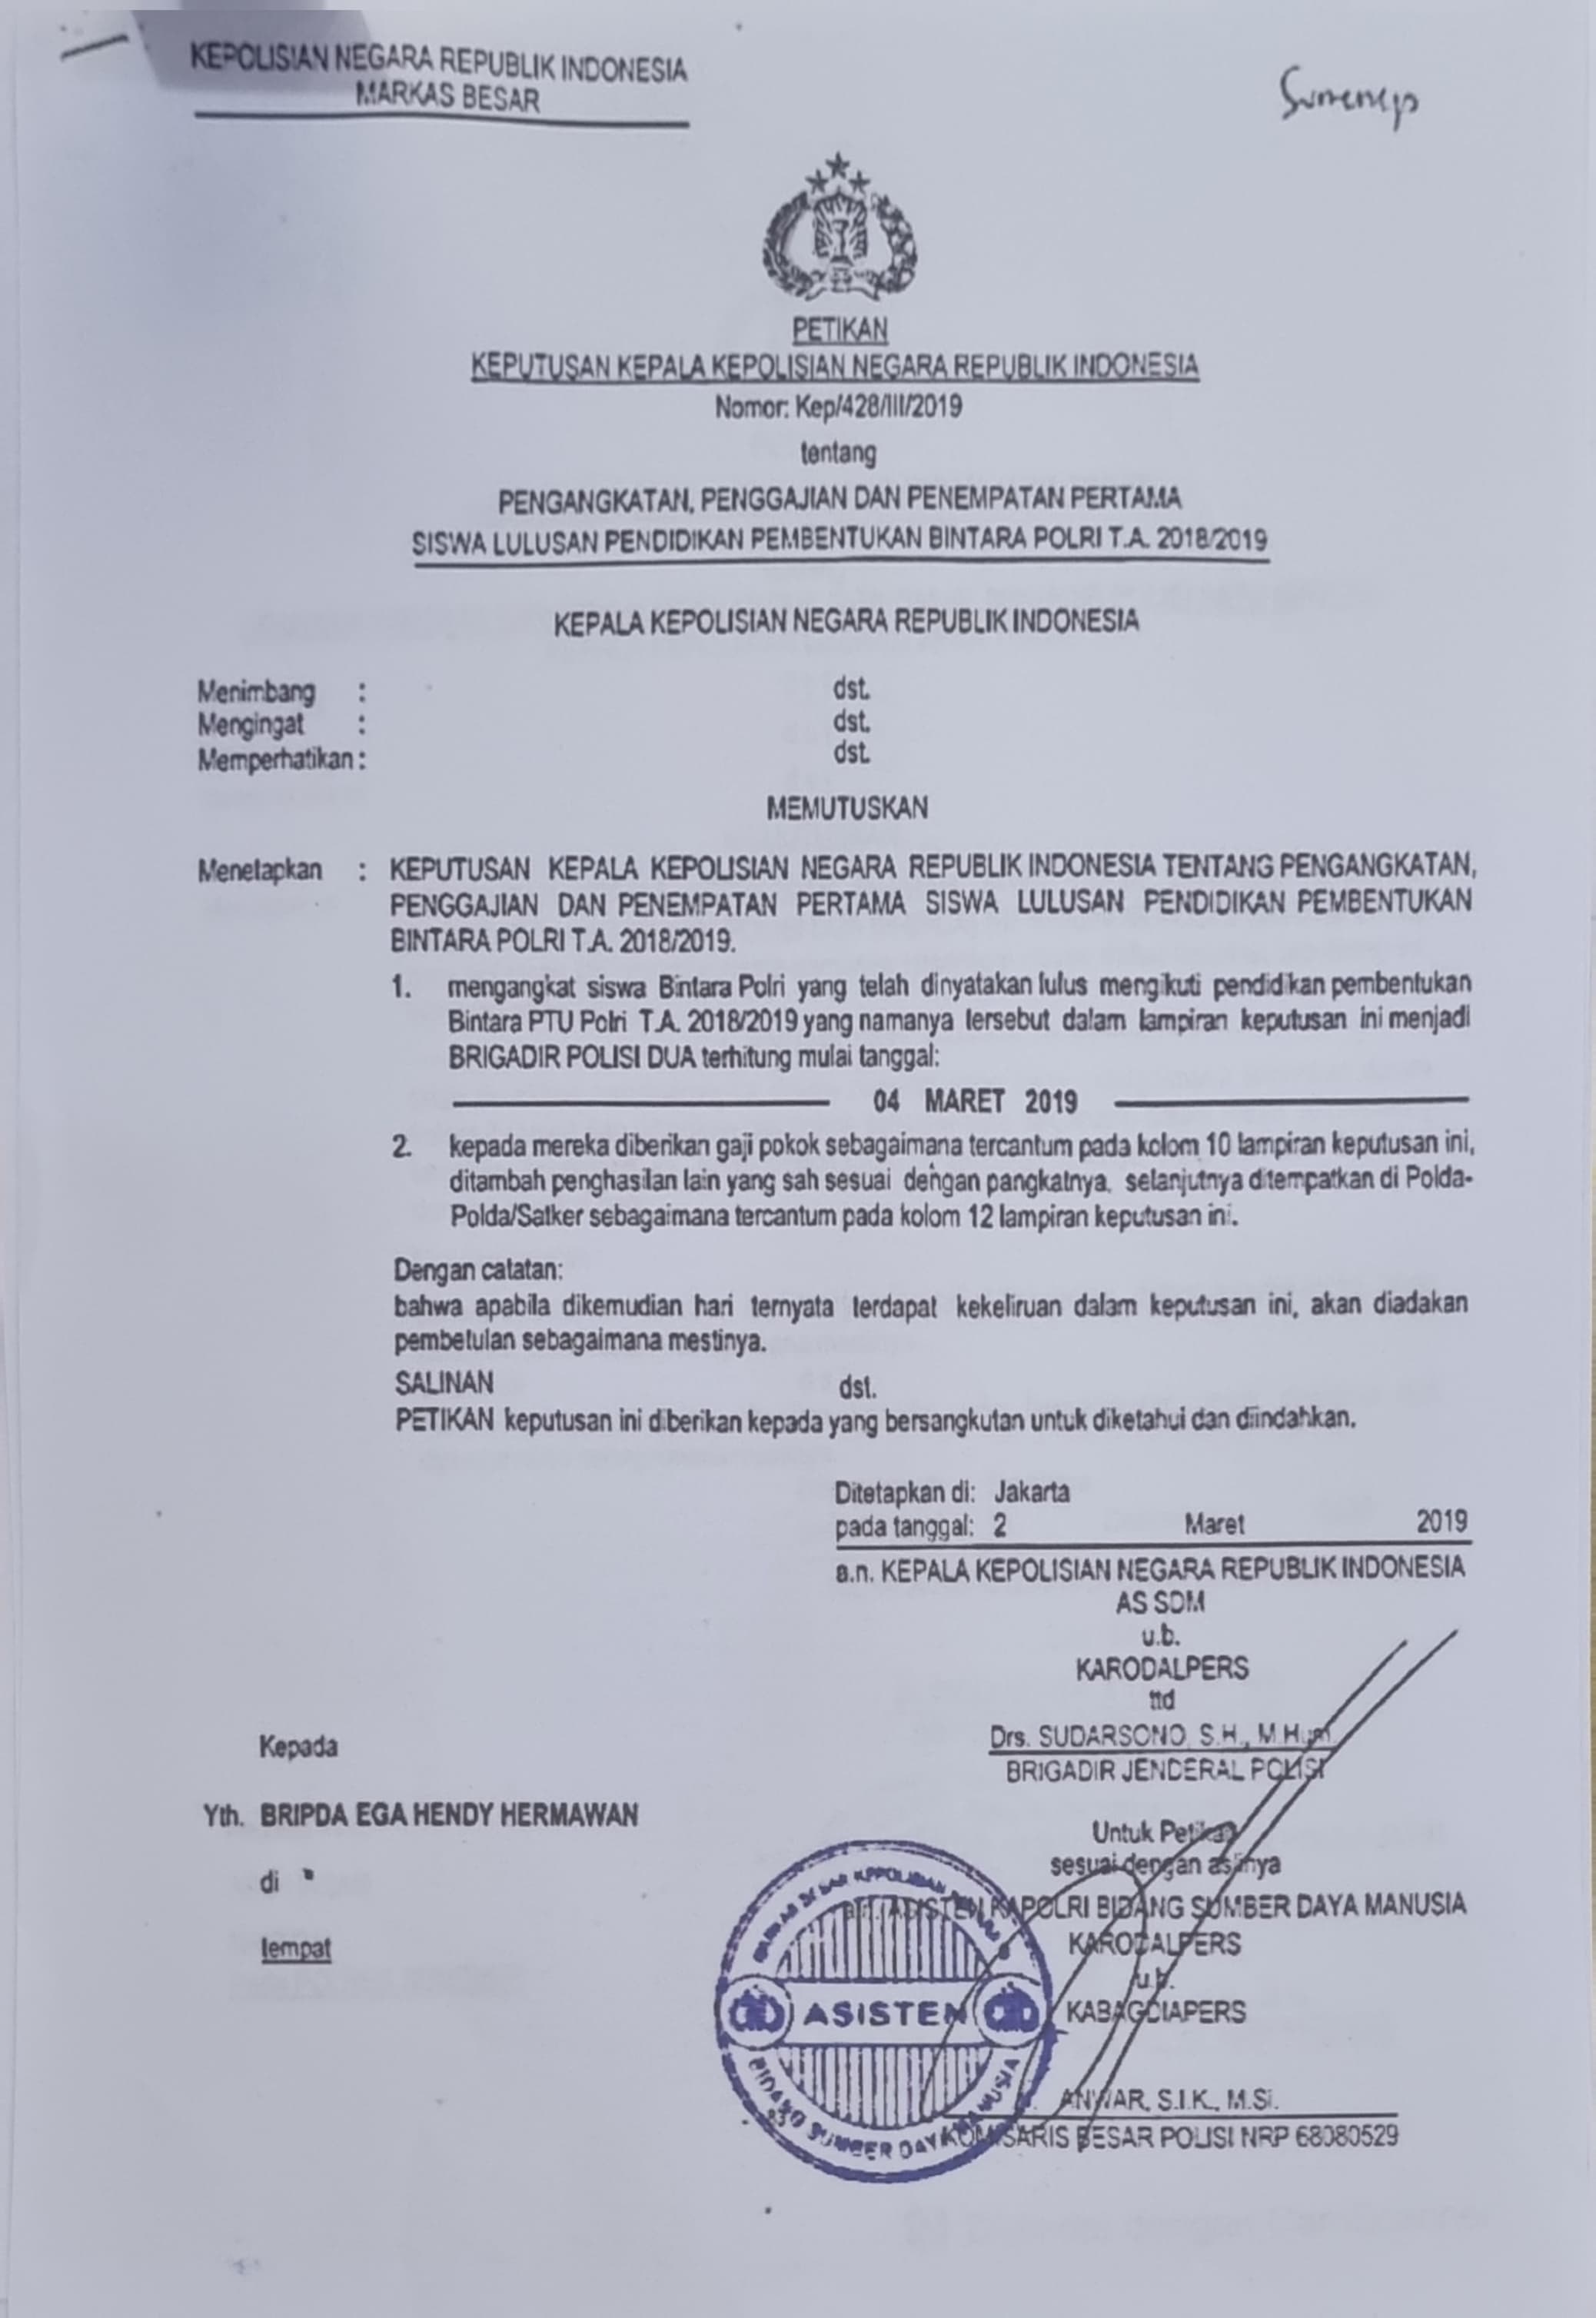 KEPOLISIAN NEGARA REPUBLIK INDONESIA
MARKAS BESAR
Sumenep
PETIKAN
KEPUTUSAN KEPALA KEPOLISIAN NEGARA REPUBLIK INDONESIA
Nomor: Kep/428/III/2019
tentang
PENGANGKATAN, PENGGAJIAN DAN PENEMPATAN PERTAMA
SISWA LULUSAN PENDIDIKAN PEMBENTUKAN BINTARA POLRI T.A. 2018/2019
KEPALA KEPOLISIAN NEGARA REPUBLIK INDONESIA
Menimbang : dst.
Mengingat : dst.
Memperhatikan : dst.
MEMUTUSKAN
Menetapkan : KEPUTUSAN KEPALA KEPOLISIAN NEGARA REPUBLIK INDONESIA TENTANG PENGANGKATAN,
PENGGAJIAN DAN PENEMPATAN PERTAMA SISWA LULUSAN PENDIDIKAN PEMBENTUKAN
BINTARA POLRI T.A. 2018/2019.
1. mengangkat siswa Bintara Polri yang telah dinyatakan lulus mengikuti pendidikan pembentukan
Bintara PTU Polri T.A. 2018/2019 yang namanya tersebut dalam lampiran keputusan ini menjadi
BRIGADIR POLISI DUA terhitung mulai tanggal:
04 MARET 2019
2. kepada mereka diberikan gaji pokok sebagaimana tercantum pada kolom 10 lampiran keputusan ini,
ditambah penghasilan lain yang sah sesuai dengan pangkatnya, selanjutnya ditempatkan di Polda-
Polda/Satker sebagaimana tercantum pada kolom 12 lampiran keputusan ini.
Dengan catatan:
bahwa apabila dikemudian hari ternyata terdapat kekeliruan dalam keputusan ini, akan diadakan
pembetulan sebagaimana mestinya.
SALINAN dst.
PETIKAN keputusan ini diberikan kepada yang bersangkutan untuk diketahui dan diindahkan.
Ditetapkan di: Jakarta
pada tanggal: 2 Maret 2019
a.n. KEPALA KEPOLISIAN NEGARA REPUBLIK INDONESIA
AS SDM
u.b.
KARODALPERS
ttd
Drs. SUDARSONO, S.H., M.Hum.
BRIGADIR JENDERAL POLISI
Kepada
Yth. BRIPDA EGA HENDY HERMAWAN
di
tempat
Untuk Petikan
sesuai dengan aslinya
a.n. ASISTEN KAPOLRI BIDANG SUMBER DAYA MANUSIA
KARODALPERS
u.b.
KABAGDIAPERS
ANWAR, S.I.K., M.Si.
KOMISARIS BESAR POLISI NRP 68080529
ASISTEN
BIDANG SUMBER DAYA MANUSIA